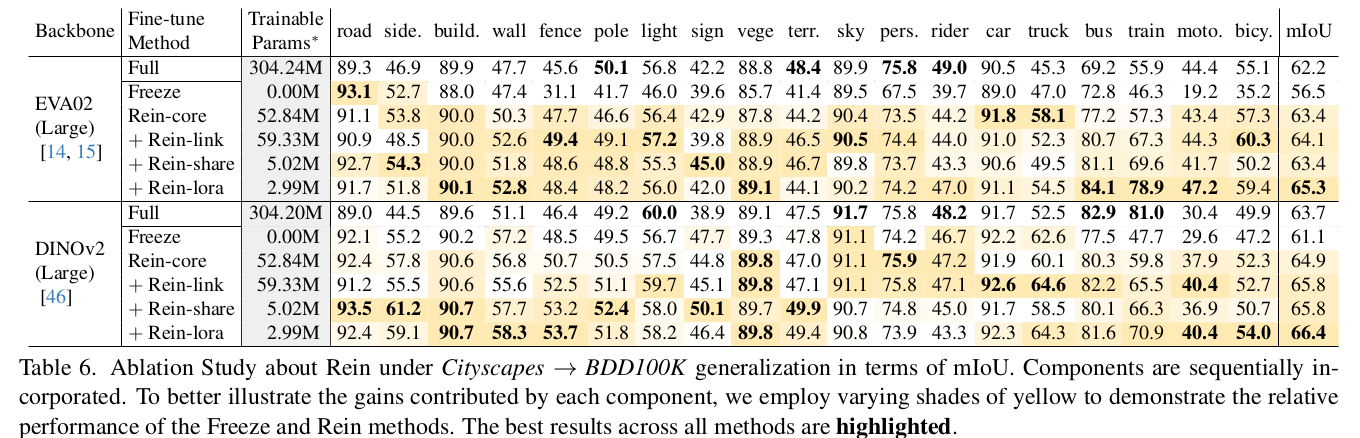 Backbone Fine-tune Method Trainable Params* road side. build. wall fence pole light sign vege terr. sky pers. rider car truck bus train moto. bicy. mIoU
EVA02 (Large) [14, 15]
Full 304.24M 89.3 46.9 89.9 47.7 45.6 50.1 56.8 42.2 88.8 48.4 89.9 75.8 49.0 90.5 45.3 69.2 55.9 44.4 55.1 62.2
Freeze 0.00M 93.1 52.7 88.0 47.4 31.1 41.7 46.0 39.6 85.7 41.4 89.5 67.5 39.7 89.0 47.0 72.8 46.3 19.2 35.2 56.5
Rein-core 52.84M 91.1 53.8 90.0 50.3 47.7 46.6 56.4 42.9 87.8 44.2 90.4 73.5 44.2 91.8 58.1 77.2 57.3 43.4 57.3 63.4
+ Rein-link 59.33M 90.9 48.5 90.0 52.6 49.4 49.1 57.2 39.8 88.9 46.5 90.5 74.4 44.0 91.0 52.3 80.7 67.3 44.3 60.3 64.1
+ Rein-share 5.02M 92.7 54.3 90.0 51.8 48.6 48.8 55.3 45.0 88.9 46.7 89.8 73.7 43.3 90.6 49.5 81.1 69.6 41.7 50.2 63.4
+ Rein-lora 2.99M 91.7 51.8 90.1 52.8 48.4 48.2 56.0 42.0 89.1 44.1 90.2 74.2 47.0 91.1 54.5 84.1 78.9 47.2 59.4 65.3
DINOv2 (Large) [46]
Full 304.20M 89.0 44.5 89.6 51.1 46.4 49.2 60.0 38.9 89.1 47.5 91.7 75.8 48.2 91.7 52.5 82.9 81.0 30.4 49.9 63.7
Freeze 0.00M 92.1 55.2 90.2 57.2 48.5 49.5 56.7 47.7 89.3 47.8 91.1 74.2 46.7 92.2 62.6 77.5 47.7 29.6 47.2 61.1
Rein-core 52.84M 92.4 57.8 90.6 56.8 50.7 50.5 57.5 44.8 89.8 47.0 91.1 75.9 47.2 91.9 60.1 80.3 59.8 37.9 52.3 64.9
+ Rein-link 59.33M 91.2 55.5 90.6 55.6 52.5 51.1 59.7 45.1 89.8 47.1 91.1 75.8 47.1 92.6 64.6 82.2 65.5 40.4 52.7 65.8
+ Rein-share 5.02M 93.5 61.2 90.7 57.7 53.2 52.4 58.0 50.1 89.7 49.9 90.7 74.8 45.0 91.7 58.5 80.1 66.3 36.9 50.7 65.8
+ Rein-lora 2.99M 92.4 59.1 90.7 58.3 53.7 51.8 58.2 46.4 89.8 49.4 90.8 73.9 43.3 92.3 64.3 81.6 70.9 40.4 54.0 66.4
Table 6. Ablation Study about Rein under Cityscapes → BDD100K generalization in terms of mIoU. Components are sequentially in-
corporated. To better illustrate the gains contributed by each component, we employ varying shades of yellow to demonstrate the relative
performance of the Freeze and Rein methods. The best results across all methods are highlighted.